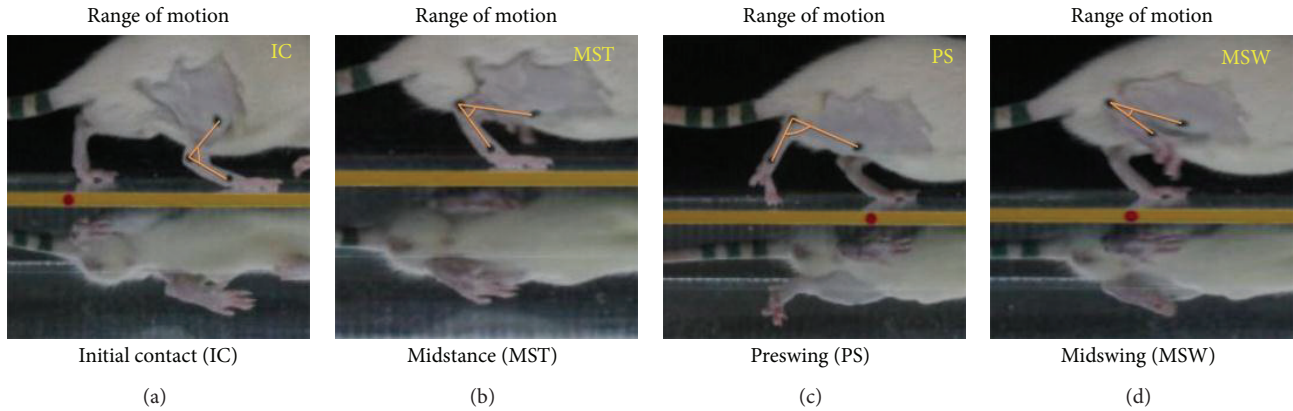 Range of motion
IC
Initial contact (IC)
(a)
Range of motion
MST
Midstance (MST)
(b)
Range of motion
PS
Preswing (PS)
(c)
Range of motion
MSW
Midswing (MSW)
(d)